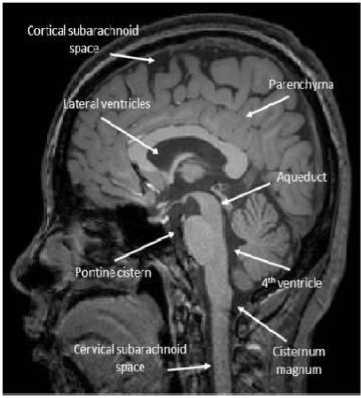 Cortical subarachnoid
space
Parenchyma
Lateral ventricles
Aqueduct
Pontine cistern
4th ventricle
Cervical subarachnoid
space
Cisternum
magnum